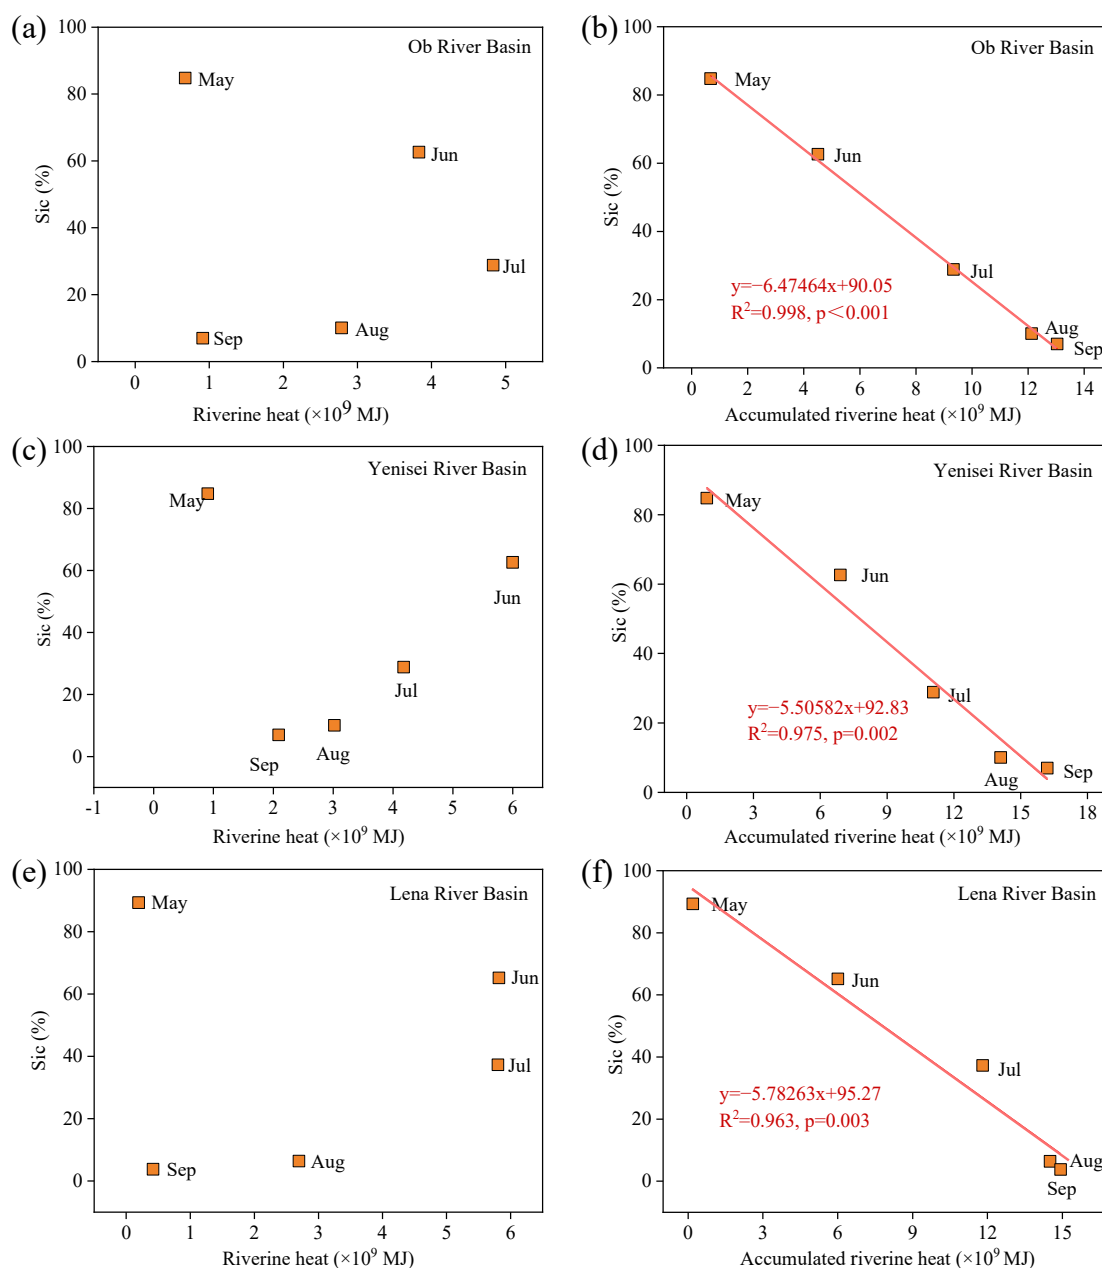 (a)
Ob River Basin
100
80
60
40
20
0
Sic (%)
May
Jun
Jul
Aug
Sep
0 1 2 3 4 5
Riverine heat (×10⁹ MJ)
(b)
Ob River Basin
100
80
60
40
20
0
Sic (%)
May
Jun
Jul
Aug
Sep
y=−6.47464x+90.05
R²=0.998, p<0.001
0 2 4 6 8 10 12 14
Accumulated riverine heat (×10⁹ MJ)
(c)
Yenisei River Basin
100
80
60
40
20
0
Sic (%)
May
Jun
Jul
Aug
Sep
-1 0 1 2 3 4 5 6
Riverine heat (×10⁹ MJ)
(d)
Yenisei River Basin
100
80
60
40
20
0
Sic (%)
May
Jun
Jul
Aug
Sep
y=−5.50582x+92.83
R²=0.975, p=0.002
0 3 6 9 12 15 18
Accumulated riverine heat (×10⁹ MJ)
(e)
Lena River Basin
100
80
60
40
20
0
Sic (%)
May
Jun
Jul
Aug
Sep
0 1 2 3 4 5 6
Riverine heat (×10⁹ MJ)
(f)
Lena River Basin
100
80
60
40
20
0
Sic (%)
May
Jun
Jul
Aug
Sep
y=−5.78263x+95.27
R²=0.963, p=0.003
0 3 6 9 12 15
Accumulated riverine heat (×10⁹ MJ)